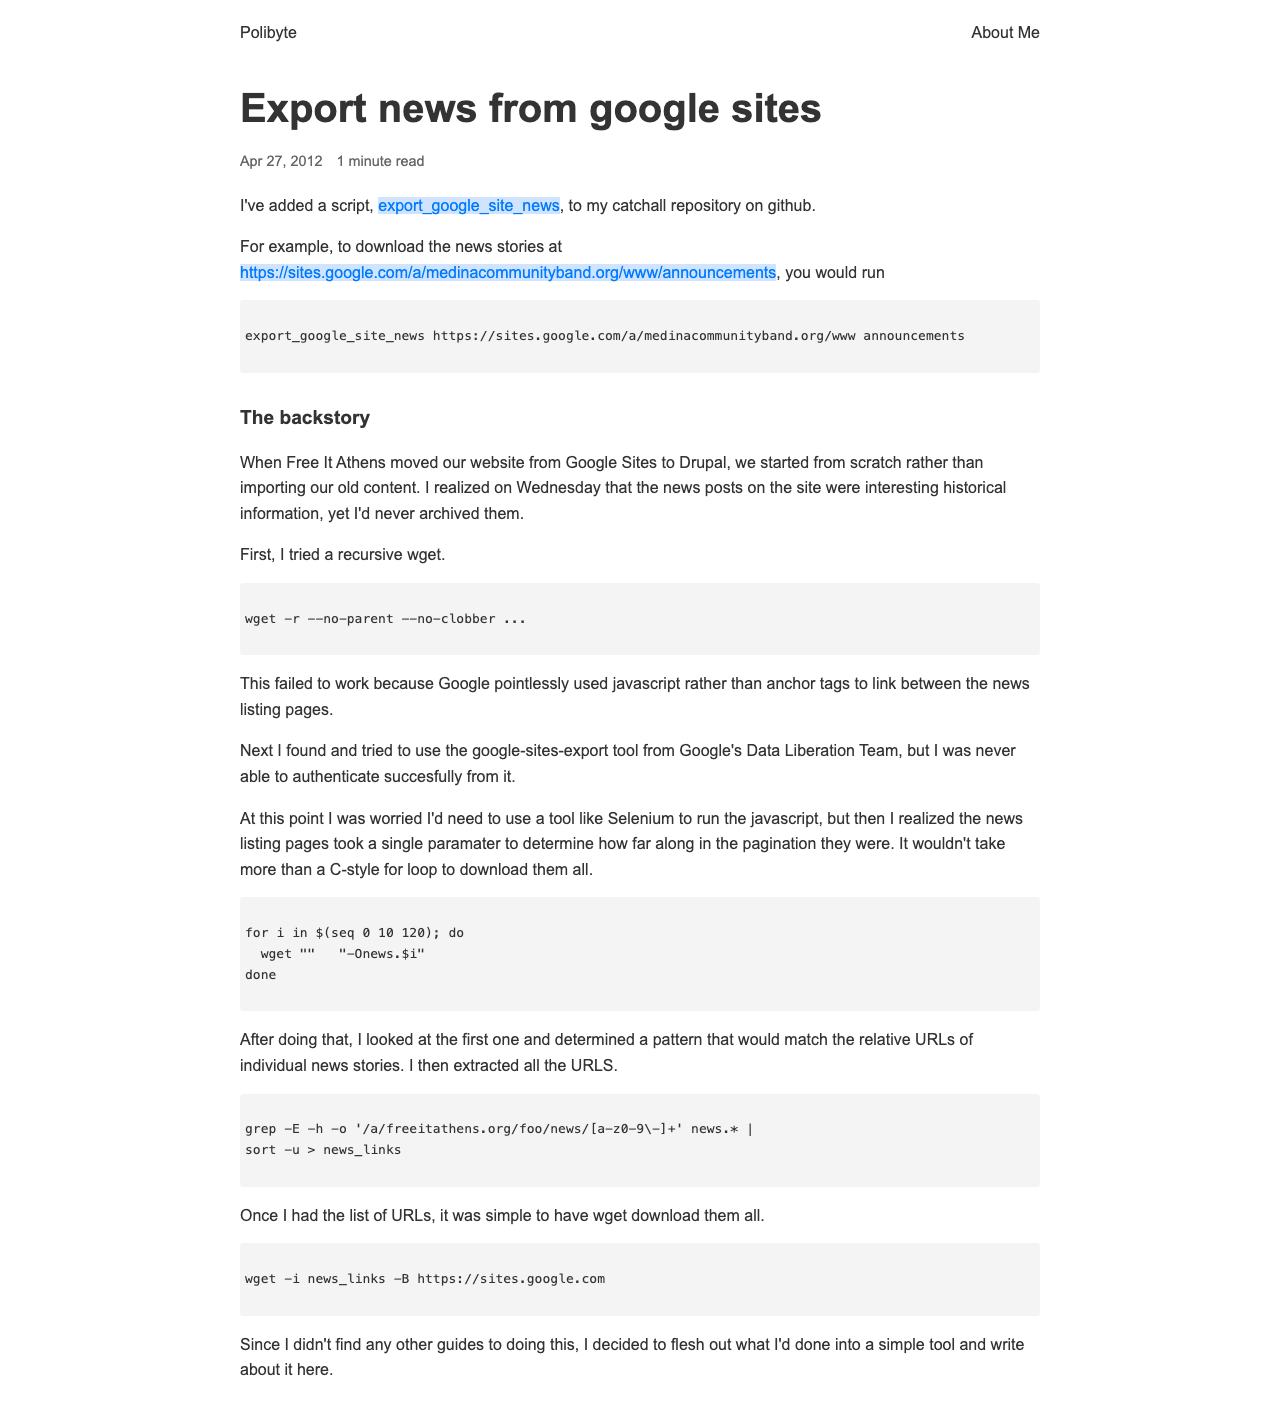 Polibyte
About Me
Export news from google sites
Apr 27, 2012 1 minute read
I've added a script, export_google_site_news, to my catchall repository on github.
For example, to download the news stories at
https://sites.google.com/a/medinacommunityband.org/www/announcements, you would run
export_google_site_news https://sites.google.com/a/medinacommunityband.org/www announcements
The backstory
When Free It Athens moved our website from Google Sites to Drupal, we started from scratch rather than
importing our old content. I realized on Wednesday that the news posts on the site were interesting historical
information, yet I'd never archived them.
First, I tried a recursive wget.
wget -r --no-parent --no-clobber ...
This failed to work because Google pointlessly used javascript rather than anchor tags to link between the news
listing pages.
Next I found and tried to use the google-sites-export tool from Google's Data Liberation Team, but I was never
able to authenticate succesfully from it.
At this point I was worried I'd need to use a tool like Selenium to run the javascript, but then I realized the news
listing pages took a single paramater to determine how far along in the pagination they were. It wouldn't take
more than a C-style for loop to download them all.
for i in $(seq 0 10 120); do
  wget ""   "-Onews.$i"
done
After doing that, I looked at the first one and determined a pattern that would match the relative URLs of
individual news stories. I then extracted all the URLS.
grep -E -h -o '/a/freeitathens.org/foo/news/[a-z0-9\-]+' news.* |
sort -u > news_links
Once I had the list of URLs, it was simple to have wget download them all.
wget -i news_links -B https://sites.google.com
Since I didn't find any other guides to doing this, I decided to flesh out what I'd done into a simple tool and write
about it here.